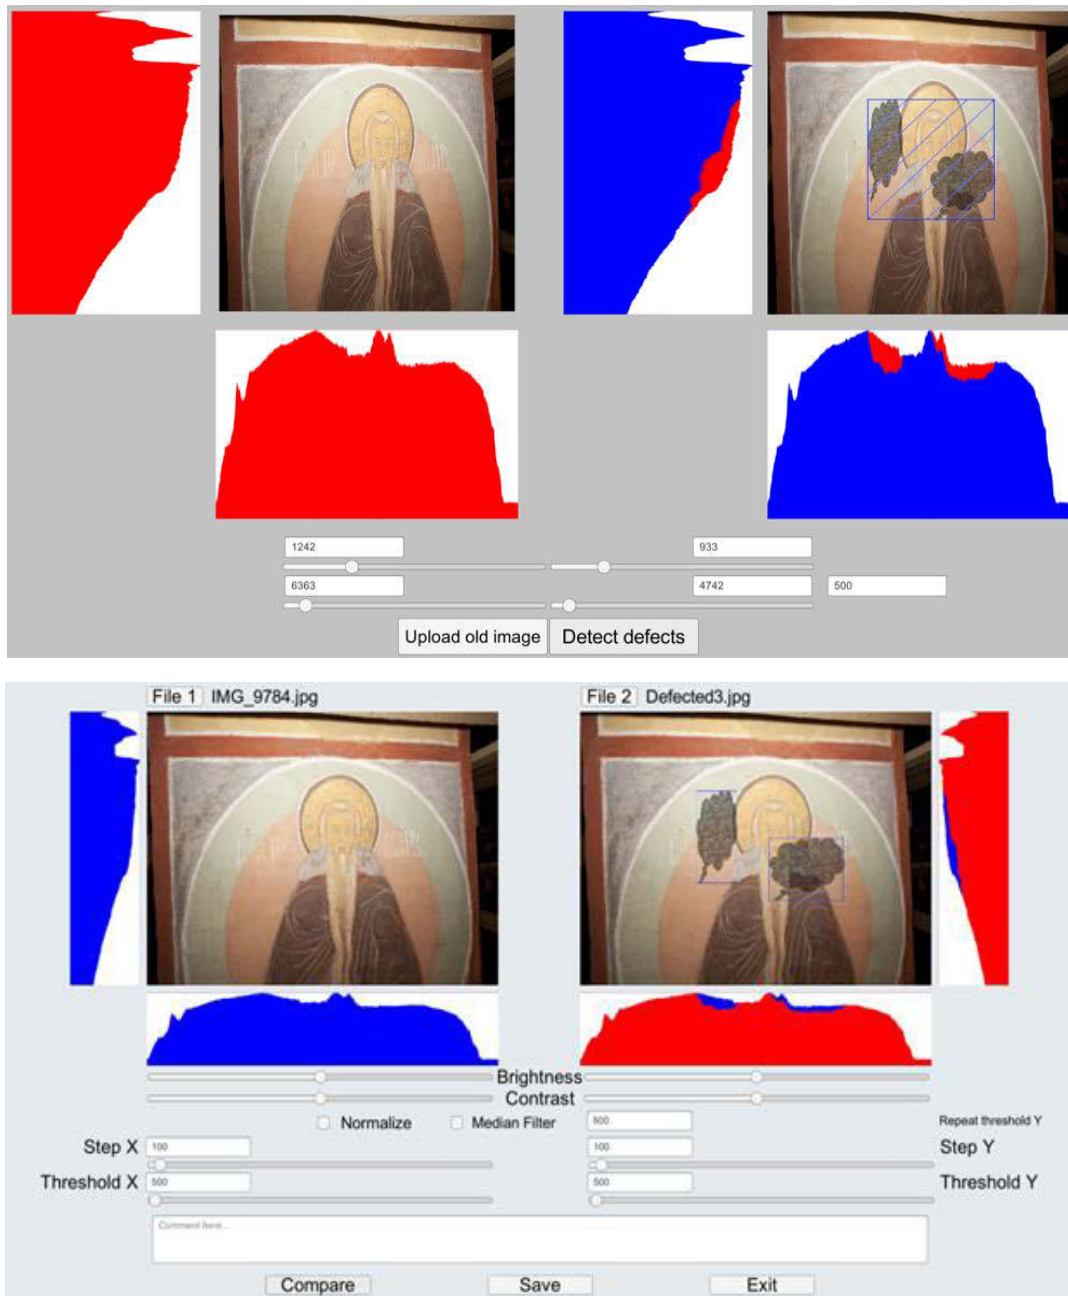 1242
933
6363
4742
500
Upload old image
Detect defects
File 1 IMG_9784.jpg
File 2 Defected3.jpg
Brightness
Contrast
Normalize
Median Filter
500
Repeat threshold Y
Step X
100
100
Step Y
Threshold X
500
500
Threshold Y
Comment here...
Compare
Save
Exit